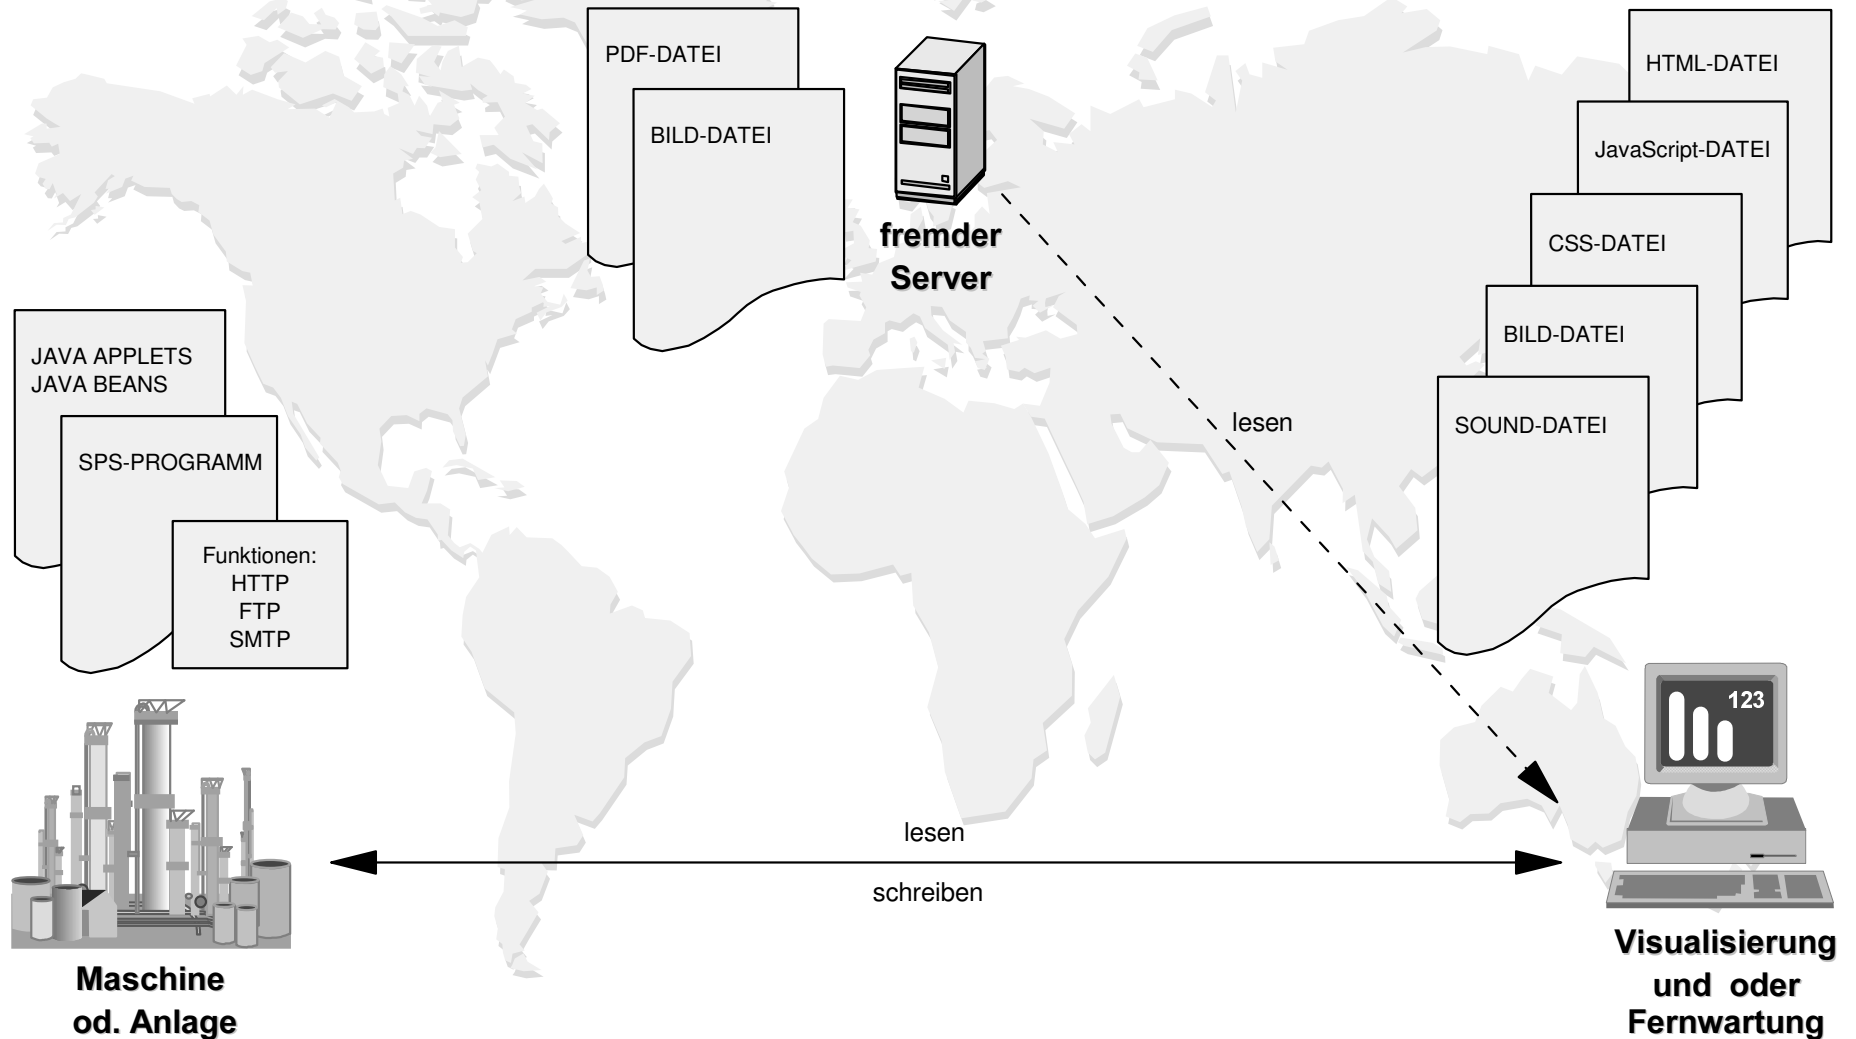 PDF-DATEI
BILD-DATEI
fremder
Server
HTML-DATEI
JavaScript-DATEI
CSS-DATEI
BILD-DATEI
SOUND-DATEI
JAVA APPLETS
JAVA BEANS
SPS-PROGRAMM
Funktionen:
HTTP
FTP
SMTP
lesen
123
lesen
schreiben
Maschine
od. Anlage
Visualisierung
und oder
Fernwartung